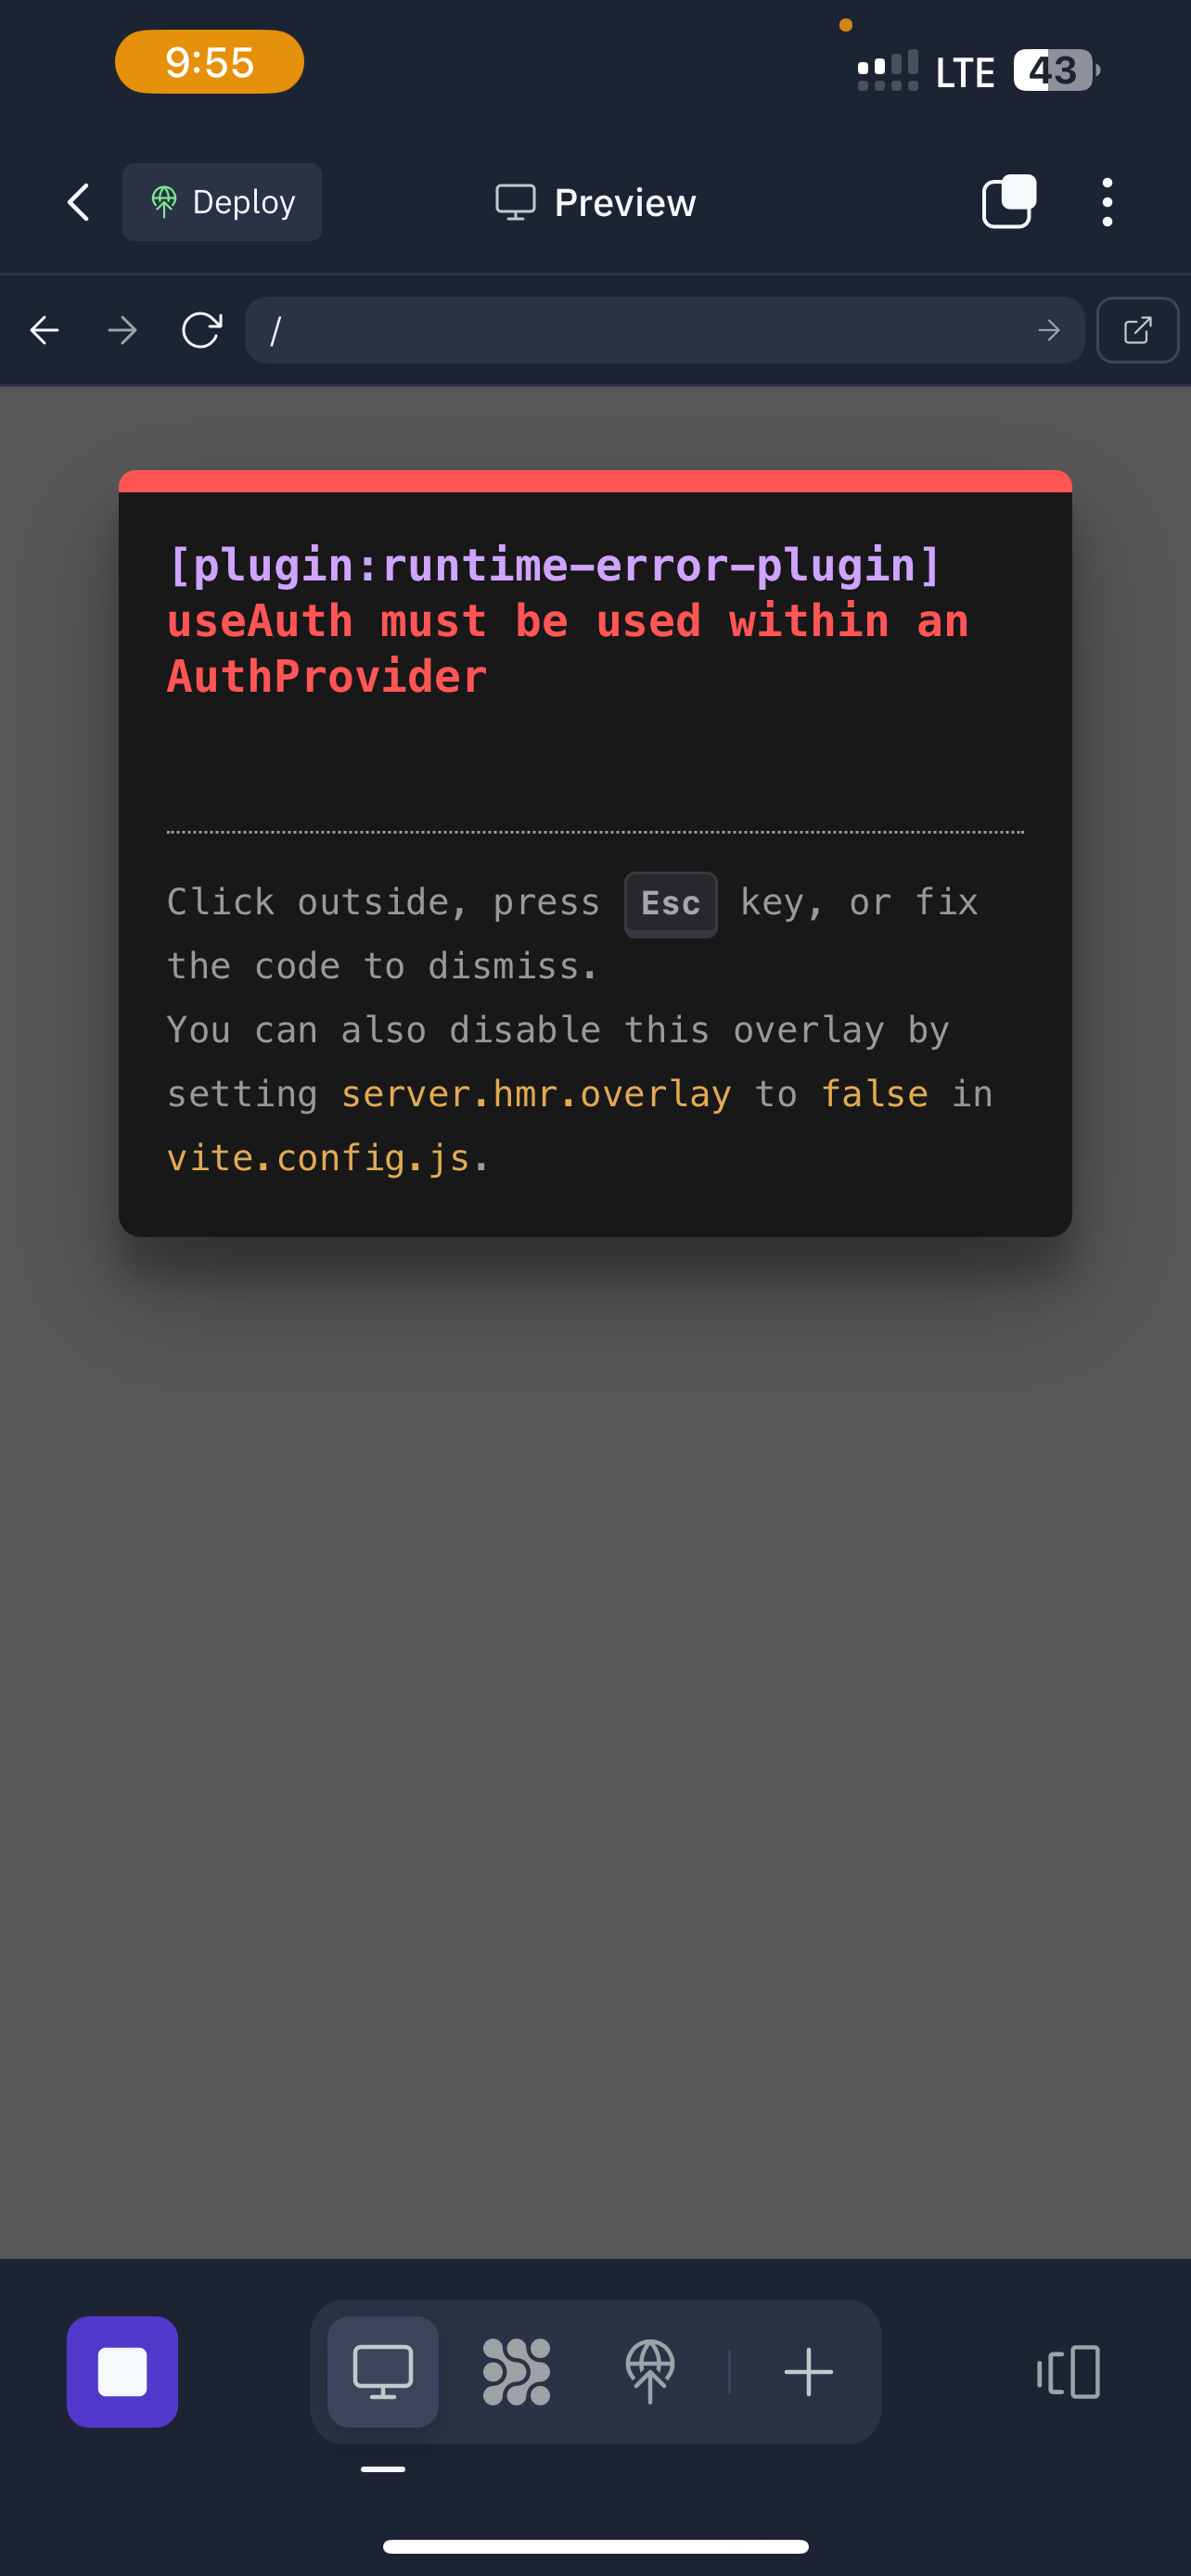 9:55
LTE 43
Deploy
Preview
/
[plugin:runtime-error-plugin]
useAuth must be used within an
AuthProvider
Click outside, press Esc key, or fix
the code to dismiss.
You can also disable this overlay by
setting server.hmr.overlay to false in
vite.config.js.